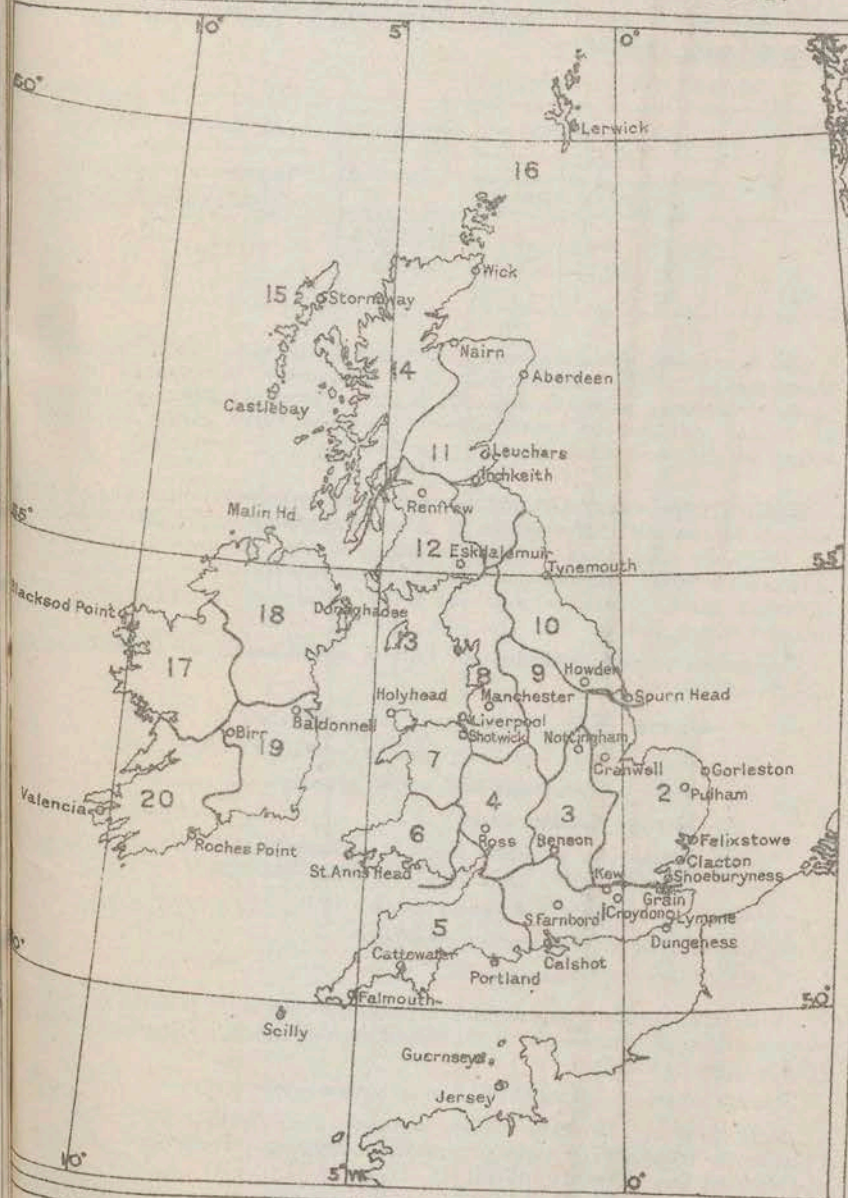 10°
5°
0°
60°
Lerwick
16
Wick
15
Stornoway
Nairn
14
Aberdeen
Castlebay
11
Leuchars
Inchkeith
Renfrew
55°
Malin Hd.
12
Eskdalemuir
55°
Tynemouth
Blacksod Point
18
Donaghadee
10
13
17
9
Howden
8
Spurn Head
Holyhead
Manchester
Baldonnell
Liverpool
Birr
Shotwick
Nottingham
19
7
Cranwell
Gorleston
2
Pulham
Valencia
20
4
3
6
Felixstowe
Roches Point
Ross
Benson
Clacton
St. Anns Head
Kew
Shoeburyness
Grain
S. Farnboro
Croydon
Lympne
5
Dungeness
Cattewater
Calshot
Portland
Falmouth
50°
Scilly
Guernsey
Jersey
10°
5°W
0°